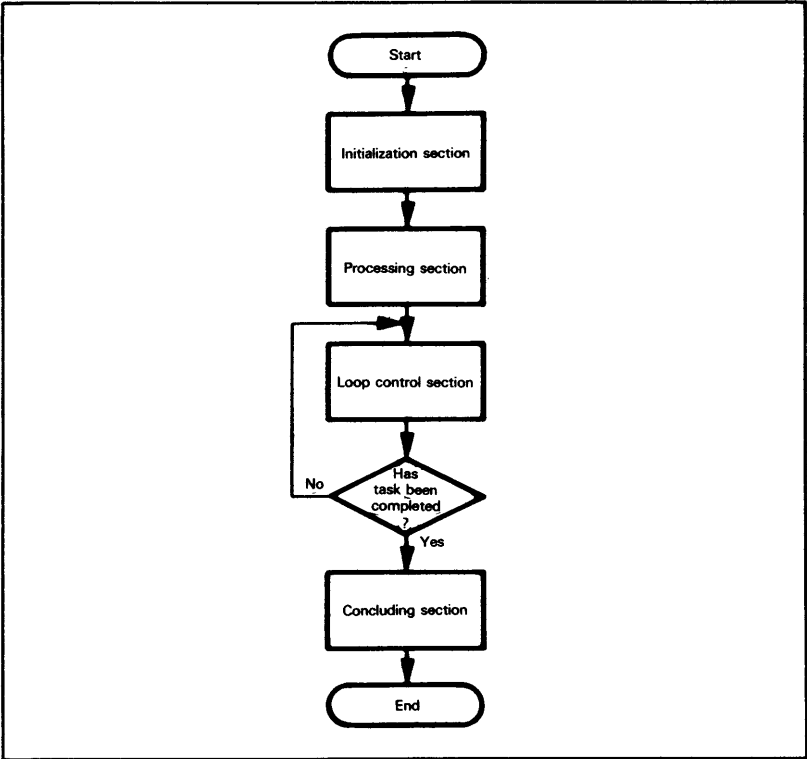 Start
Initialization section
Processing section
Loop control section
Has
task been
completed
?
No
Yes
Concluding section
End